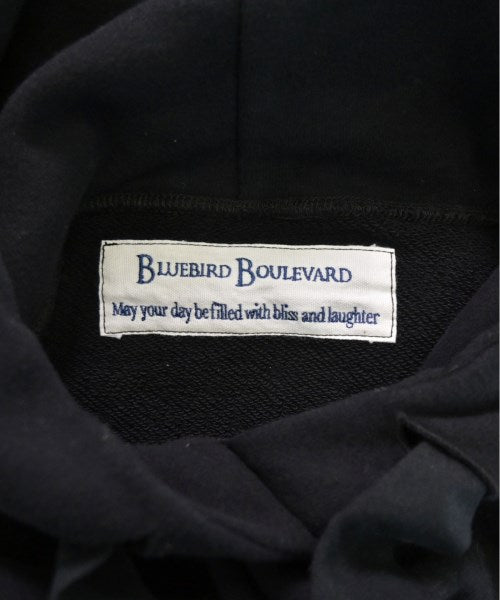 BLUEBIRD BOULEVARD
May your day be filled with bliss and laughter